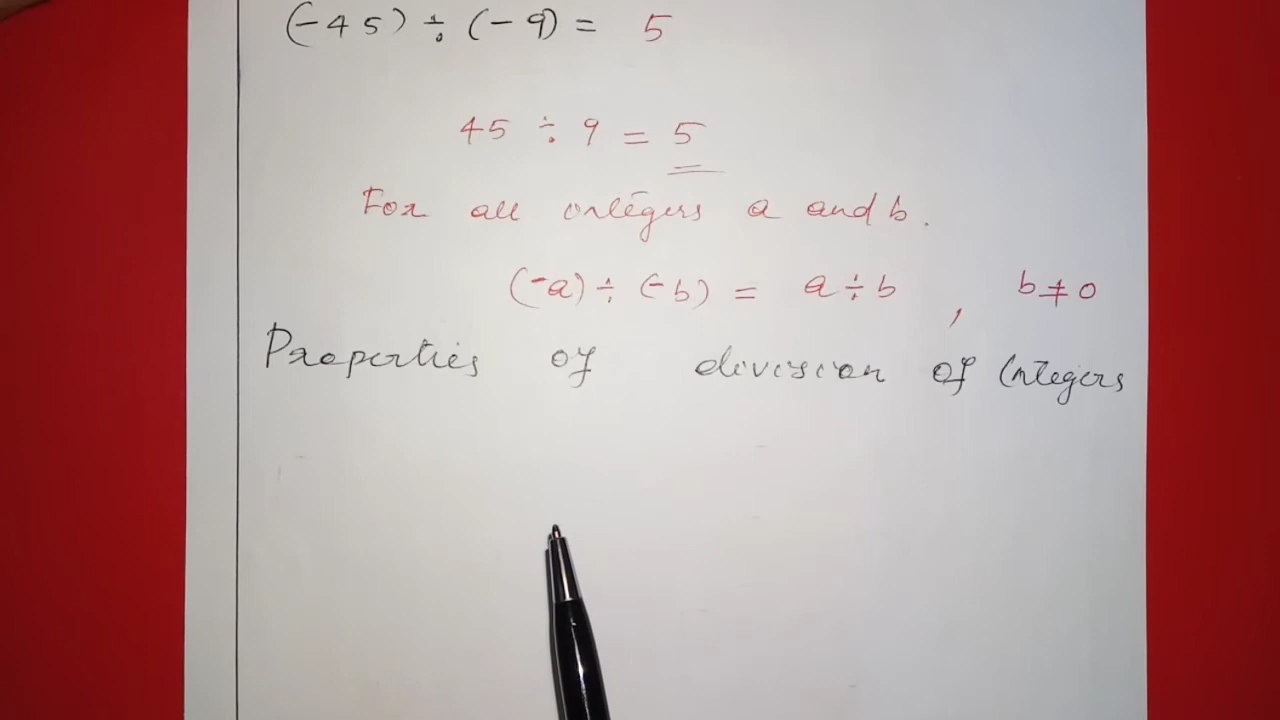 (-45) ÷ (-9) = 5
45 ÷ 9 = 5
For all integers a and b.
(-a) ÷ (-b) = a ÷ b , b ≠ 0
Properties of division of Integers